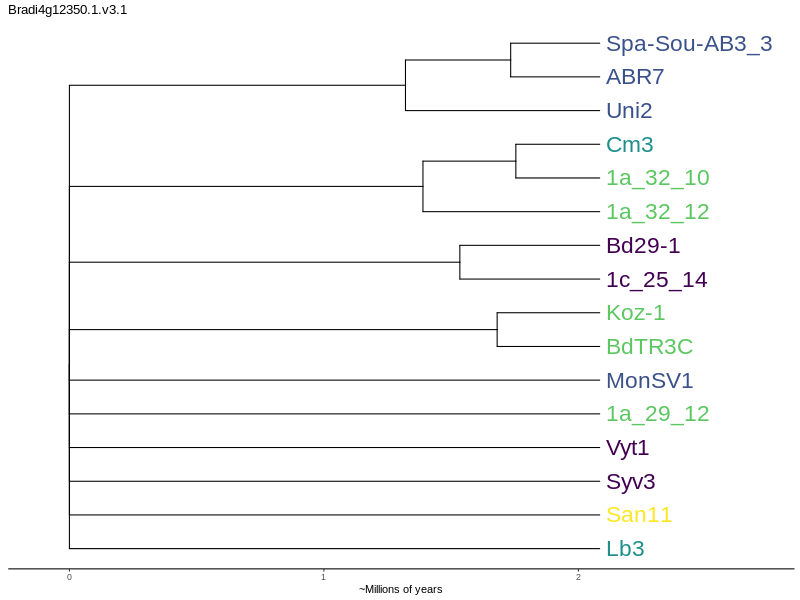 Bradi4g12350.1.v3.1
Spa-Sou-AB3_3
ABR7
Uni2
Cm3
1a_32_10
1a_32_12
Bd29-1
1c_25_14
Koz-1
BdTR3C
MonSV1
1a_29_12
Vyt1
Syv3
San11
Lb3
0 1 2
~Millions of years